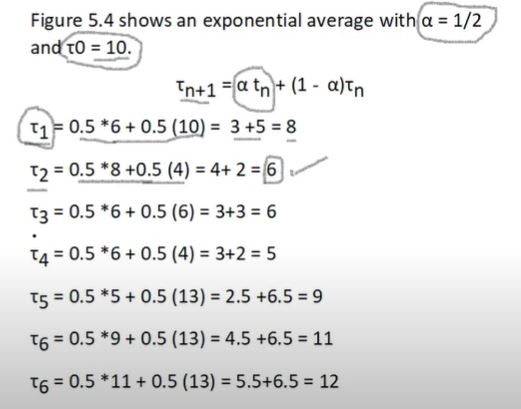 Figure 5.4 shows an exponential average with α = 1/2
and τ0 = 10.
τn+1 = α tn + (1 - α)τn
τ1 = 0.5 *6 + 0.5 (10) = 3 +5 = 8
τ2 = 0.5 *8 +0.5 (4) = 4+ 2 = 6
τ3 = 0.5 *6 + 0.5 (6) = 3+3 = 6
τ4 = 0.5 *6 + 0.5 (4) = 3+2 = 5
τ5 = 0.5 *5 + 0.5 (13) = 2.5 +6.5 = 9
τ6 = 0.5 *9 + 0.5 (13) = 4.5 +6.5 = 11
τ6 = 0.5 *11 + 0.5 (13) = 5.5+6.5 = 12